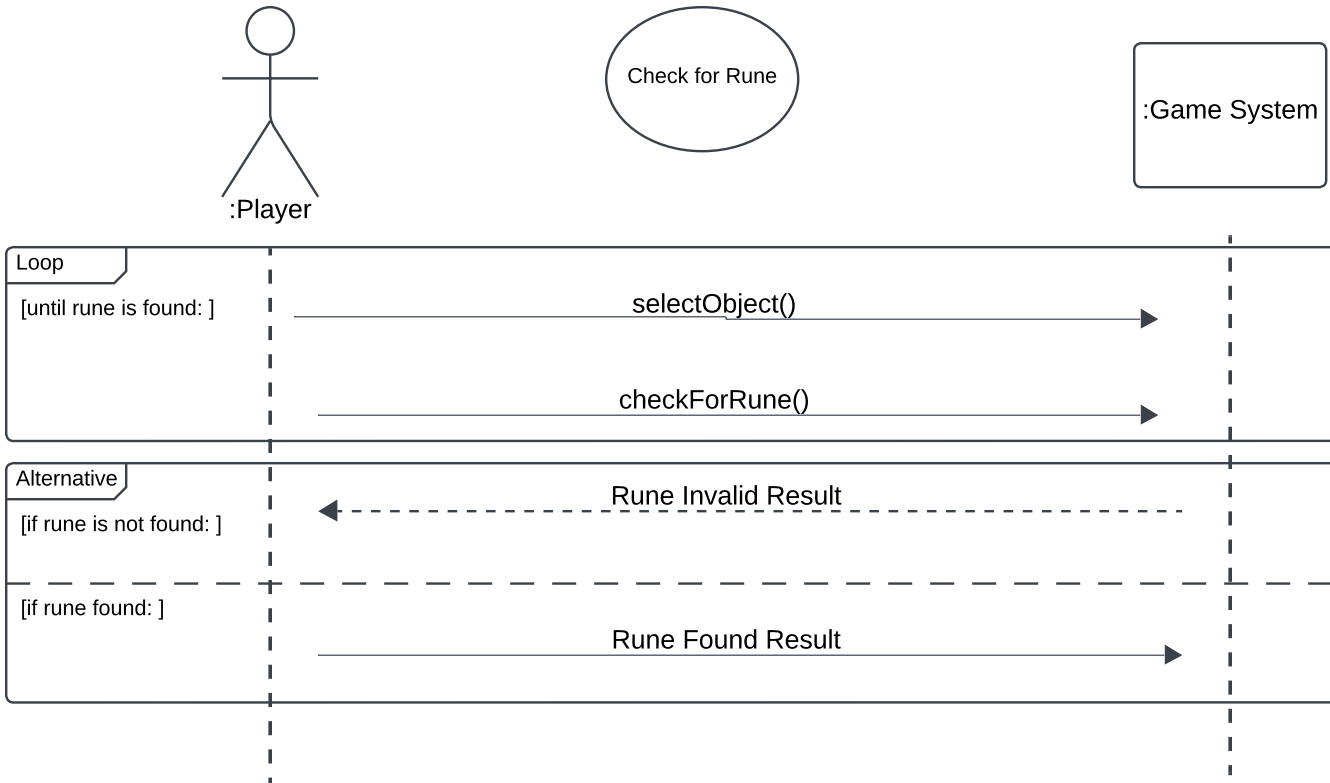 Check for Rune
:Game System
:Player
Loop
[until rune is found: ]
selectObject()
checkForRune()
Alternative
Rune Invalid Result
[if rune is not found: ]
[if rune found: ]
Rune Found Result